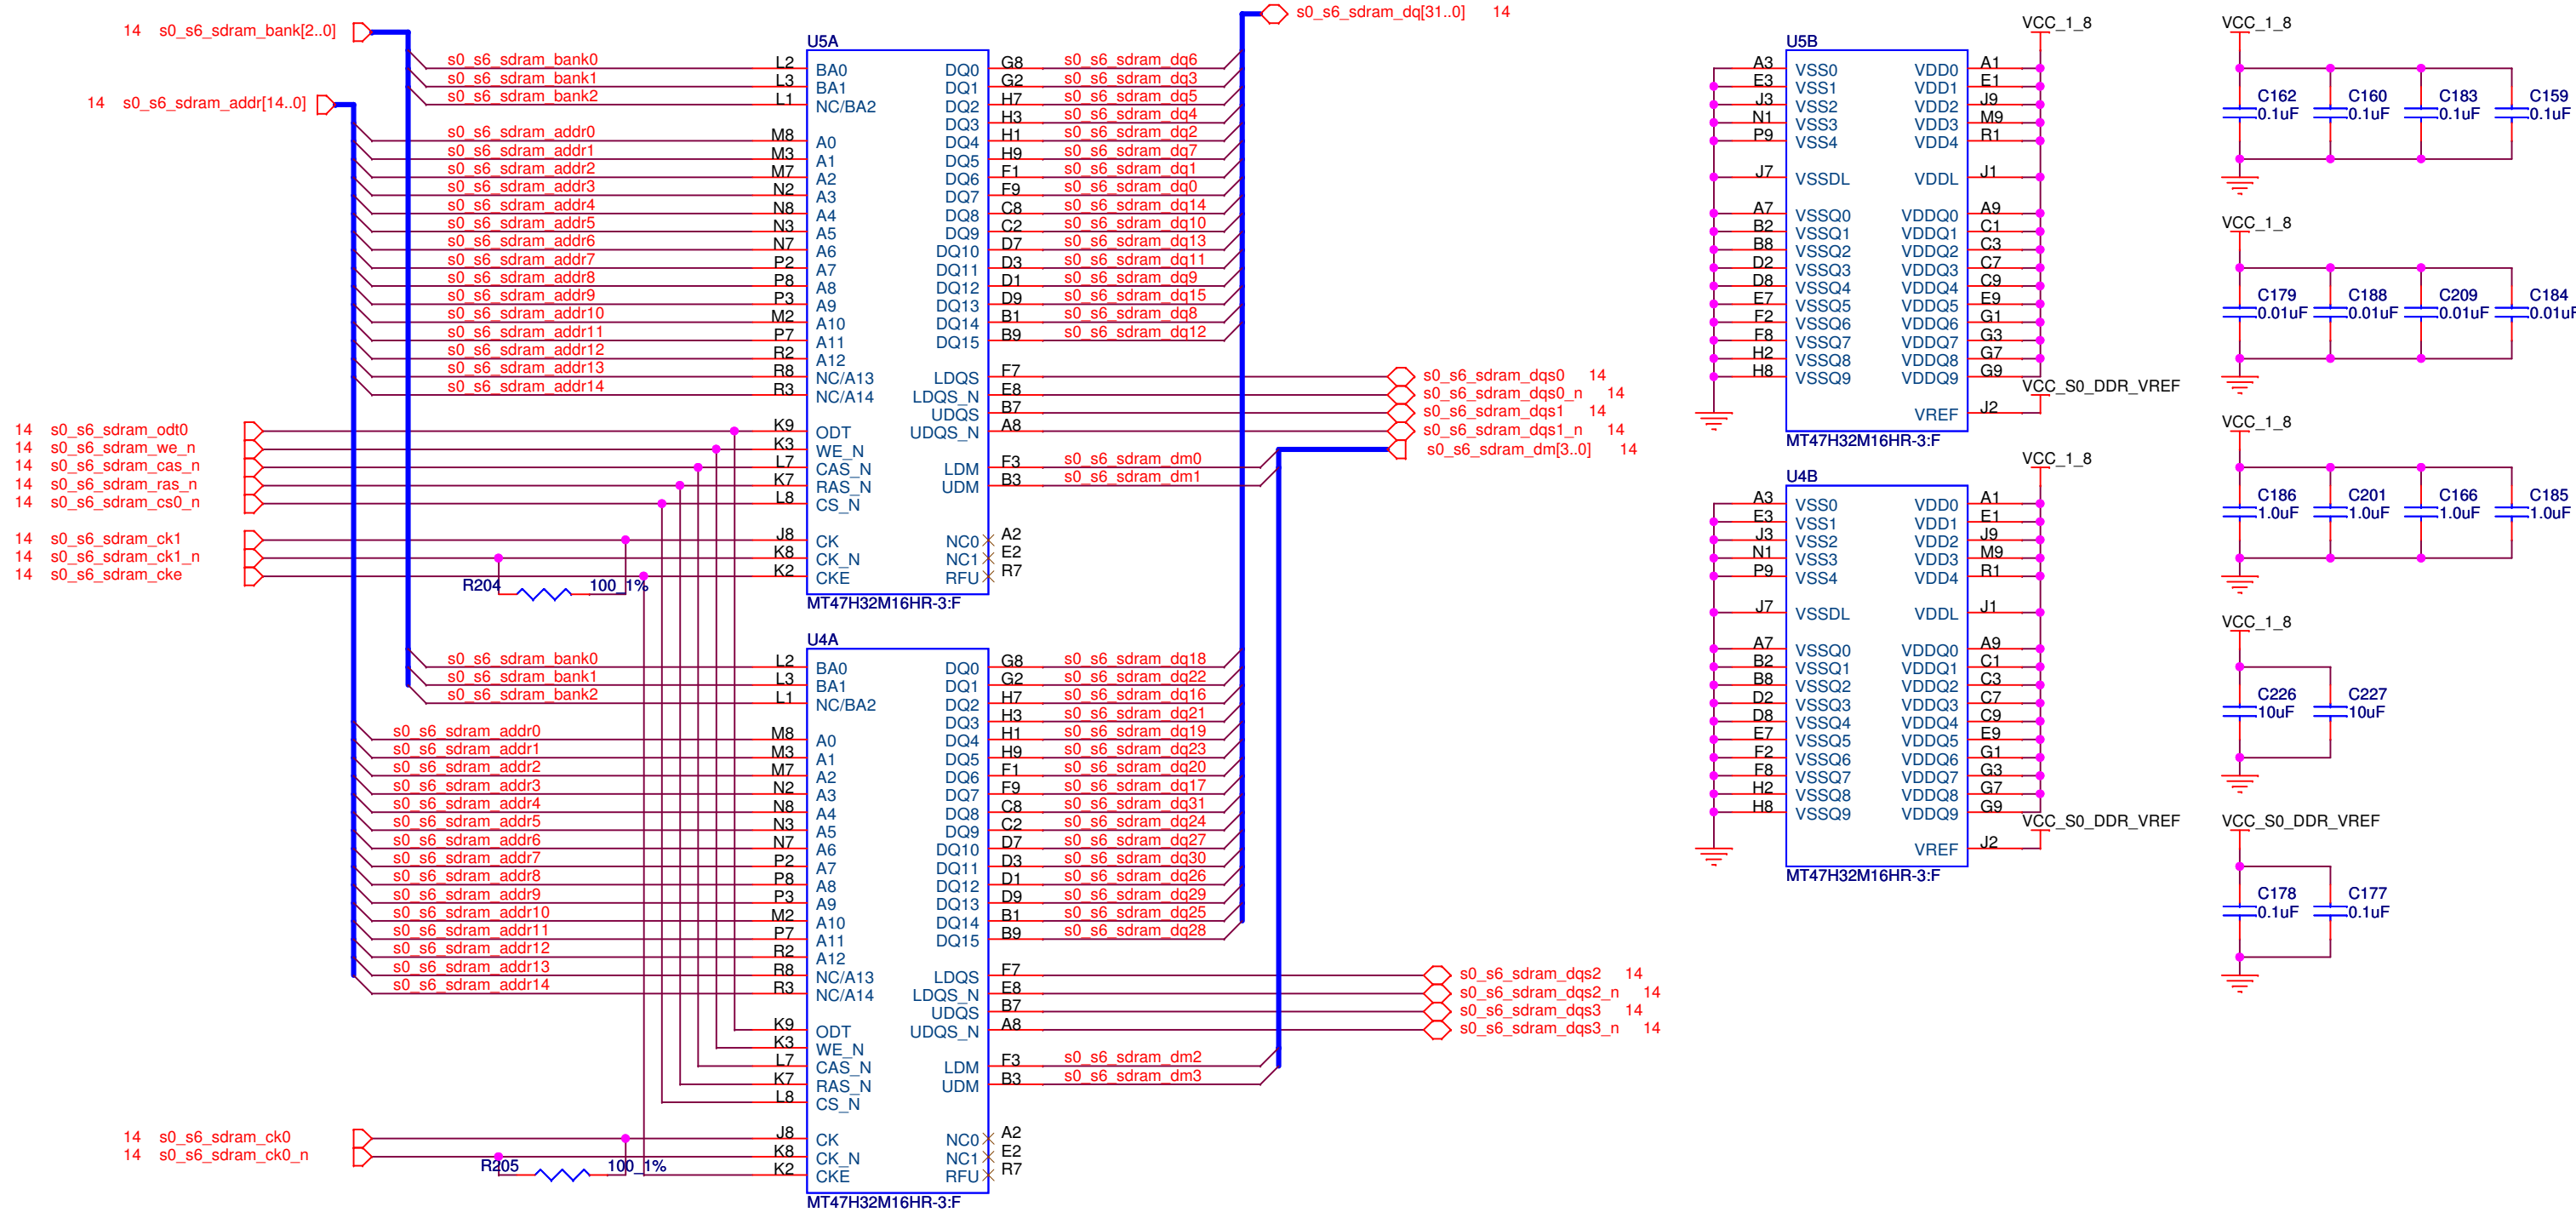 14 s0_s6_sdram_bank[2..0]
14 s0_s6_sdram_addr[14..0]
s0_s6_sdram_dq[31..0] 14
U5A
s0_s6_sdram_bank0 L2 BA0 DQ0 G8 s0_s6_sdram_dq6
s0_s6_sdram_bank1 L3 BA1 DQ1 G2 s0_s6_sdram_dq3
s0_s6_sdram_bank2 L1 NC/BA2 DQ2 H7 s0_s6_sdram_dq5
DQ3 H3 s0_s6_sdram_dq4
s0_s6_sdram_addr0 M8 A0 DQ4 H1 s0_s6_sdram_dq2
s0_s6_sdram_addr1 M3 A1 DQ5 H9 s0_s6_sdram_dq7
s0_s6_sdram_addr2 M7 A2 DQ6 F1 s0_s6_sdram_dq1
s0_s6_sdram_addr3 N2 A3 DQ7 F9 s0_s6_sdram_dq0
s0_s6_sdram_addr4 N8 A4 DQ8 C8 s0_s6_sdram_dq14
s0_s6_sdram_addr5 N3 A5 DQ9 C2 s0_s6_sdram_dq10
s0_s6_sdram_addr6 N7 A6 DQ10 D7 s0_s6_sdram_dq13
s0_s6_sdram_addr7 P2 A7 DQ11 D3 s0_s6_sdram_dq11
s0_s6_sdram_addr8 P8 A8 DQ12 D1 s0_s6_sdram_dq9
s0_s6_sdram_addr9 P3 A9 DQ13 D9 s0_s6_sdram_dq15
s0_s6_sdram_addr10 M2 A10 DQ14 B1 s0_s6_sdram_dq8
s0_s6_sdram_addr11 P7 A11 DQ15 B9 s0_s6_sdram_dq12
s0_s6_sdram_addr12 R2 A12
s0_s6_sdram_addr13 R8 NC/A13 LDQS F7 s0_s6_sdram_dqs0 14
s0_s6_sdram_addr14 R3 NC/A14 LDQS_N E8 s0_s6_sdram_dqs0_n 14
UDQS B7 s0_s6_sdram_dqs1 14
14 s0_s6_sdram_odt0 K9 ODT UDQS_N A8 s0_s6_sdram_dqs1_n 14
14 s0_s6_sdram_we_n K3 WE_N s0_s6_sdram_dm[3..0] 14
14 s0_s6_sdram_cas_n L7 CAS_N LDM F3 s0_s6_sdram_dm0
14 s0_s6_sdram_ras_n K7 RAS_N UDM B3 s0_s6_sdram_dm1
14 s0_s6_sdram_cs0_n L8 CS_N
14 s0_s6_sdram_ck1 J8 CK NC0 A2
14 s0_s6_sdram_ck1_n K8 CK_N NC1 E2
14 s0_s6_sdram_cke K2 CKE RFU R7
R204 100_1%
MT47H32M16HR-3:F
U4A
s0_s6_sdram_bank0 L2 BA0 DQ0 G8 s0_s6_sdram_dq18
s0_s6_sdram_bank1 L3 BA1 DQ1 G2 s0_s6_sdram_dq22
s0_s6_sdram_bank2 L1 NC/BA2 DQ2 H7 s0_s6_sdram_dq16
DQ3 H3 s0_s6_sdram_dq21
s0_s6_sdram_addr0 M8 A0 DQ4 H1 s0_s6_sdram_dq19
s0_s6_sdram_addr1 M3 A1 DQ5 H9 s0_s6_sdram_dq23
s0_s6_sdram_addr2 M7 A2 DQ6 F1 s0_s6_sdram_dq20
s0_s6_sdram_addr3 N2 A3 DQ7 F9 s0_s6_sdram_dq17
s0_s6_sdram_addr4 N8 A4 DQ8 C8 s0_s6_sdram_dq31
s0_s6_sdram_addr5 N3 A5 DQ9 C2 s0_s6_sdram_dq24
s0_s6_sdram_addr6 N7 A6 DQ10 D7 s0_s6_sdram_dq27
s0_s6_sdram_addr7 P2 A7 DQ11 D3 s0_s6_sdram_dq30
s0_s6_sdram_addr8 P8 A8 DQ12 D1 s0_s6_sdram_dq26
s0_s6_sdram_addr9 P3 A9 DQ13 D9 s0_s6_sdram_dq29
s0_s6_sdram_addr10 M2 A10 DQ14 B1 s0_s6_sdram_dq25
s0_s6_sdram_addr11 P7 A11 DQ15 B9 s0_s6_sdram_dq28
s0_s6_sdram_addr12 R2 A12
s0_s6_sdram_addr13 R8 NC/A13 LDQS F7 s0_s6_sdram_dqs2 14
s0_s6_sdram_addr14 R3 NC/A14 LDQS_N E8 s0_s6_sdram_dqs2_n 14
UDQS B7 s0_s6_sdram_dqs3 14
K9 ODT UDQS_N A8 s0_s6_sdram_dqs3_n 14
K3 WE_N
L7 CAS_N LDM F3 s0_s6_sdram_dm2
K7 RAS_N UDM B3 s0_s6_sdram_dm3
L8 CS_N
14 s0_s6_sdram_ck0 J8 CK NC0 A2
14 s0_s6_sdram_ck0_n K8 CK_N NC1 E2
R205 100_1% K2 CKE RFU R7
MT47H32M16HR-3:F
U5B VCC_1_8
A3 VSS0 VDD0 A1
E3 VSS1 VDD1 E1
J3 VSS2 VDD2 J9
N1 VSS3 VDD3 M9
P9 VSS4 VDD4 R1
J7 VSSDL VDDL J1
A7 VSSQ0 VDDQ0 A9
B2 VSSQ1 VDDQ1 C1
B8 VSSQ2 VDDQ2 C3
D2 VSSQ3 VDDQ3 C7
D8 VSSQ4 VDDQ4 C9
E7 VSSQ5 VDDQ5 E9
F2 VSSQ6 VDDQ6 G1
F8 VSSQ7 VDDQ7 G3
H2 VSSQ8 VDDQ8 G7
H8 VSSQ9 VDDQ9 G9
VCC_S0_DDR_VREF
VREF J2
MT47H32M16HR-3:F
VCC_1_8
U4B
A3 VSS0 VDD0 A1
E3 VSS1 VDD1 E1
J3 VSS2 VDD2 J9
N1 VSS3 VDD3 M9
P9 VSS4 VDD4 R1
J7 VSSDL VDDL J1
A7 VSSQ0 VDDQ0 A9
B2 VSSQ1 VDDQ1 C1
B8 VSSQ2 VDDQ2 C3
D2 VSSQ3 VDDQ3 C7
D8 VSSQ4 VDDQ4 C9
E7 VSSQ5 VDDQ5 E9
F2 VSSQ6 VDDQ6 G1
F8 VSSQ7 VDDQ7 G3
H2 VSSQ8 VDDQ8 G7
H8 VSSQ9 VDDQ9 G9
VCC_S0_DDR_VREF
VREF J2
MT47H32M16HR-3:F
VCC_1_8
C162 C160 C183 C159
0.1uF 0.1uF 0.1uF 0.1uF
VCC_1_8
C179 C188 C209 C184
0.01uF 0.01uF 0.01uF 0.01uF
VCC_1_8
C186 C201 C166 C185
1.0uF 1.0uF 1.0uF 1.0uF
VCC_1_8
C226 C227
10uF 10uF
VCC_S0_DDR_VREF
C178 C177
0.1uF 0.1uF